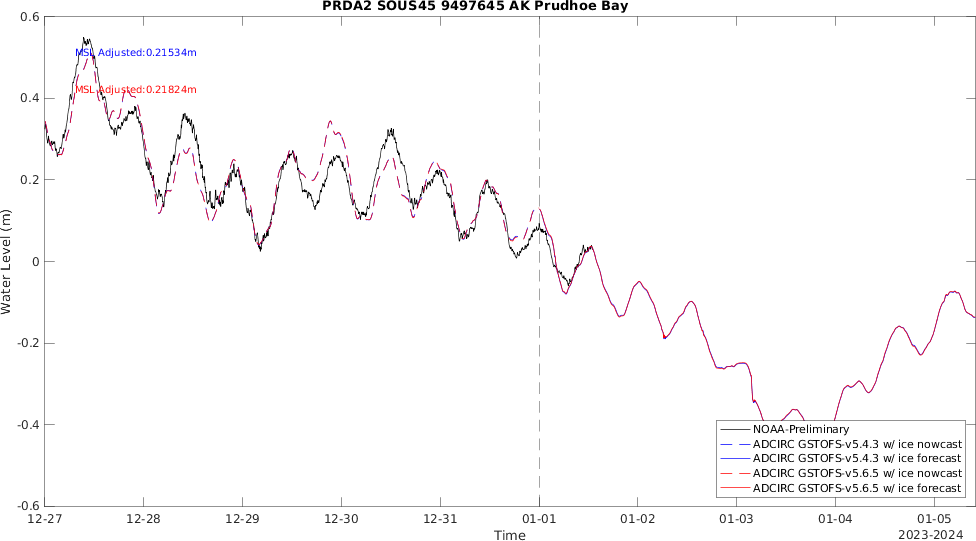 PRDA2 SOUS45 9497645 AK Prudhoe Bay
0.6
MSL Adjusted:0.21534m
MSL Adjusted:0.21824m
0.4
0.2
0
-0.2
-0.4
-0.6
Water Level (m)
NOAA-Preliminary
ADCIRC GSTOFS-v5.4.3 w/ ice nowcast
ADCIRC GSTOFS-v5.4.3 w/ ice forecast
ADCIRC GSTOFS-v5.6.5 w/ ice nowcast
ADCIRC GSTOFS-v5.6.5 w/ ice forecast
12-27 12-28 12-29 12-30 12-31 01-01 01-02 01-03 01-04 01-05
Time
2023-2024